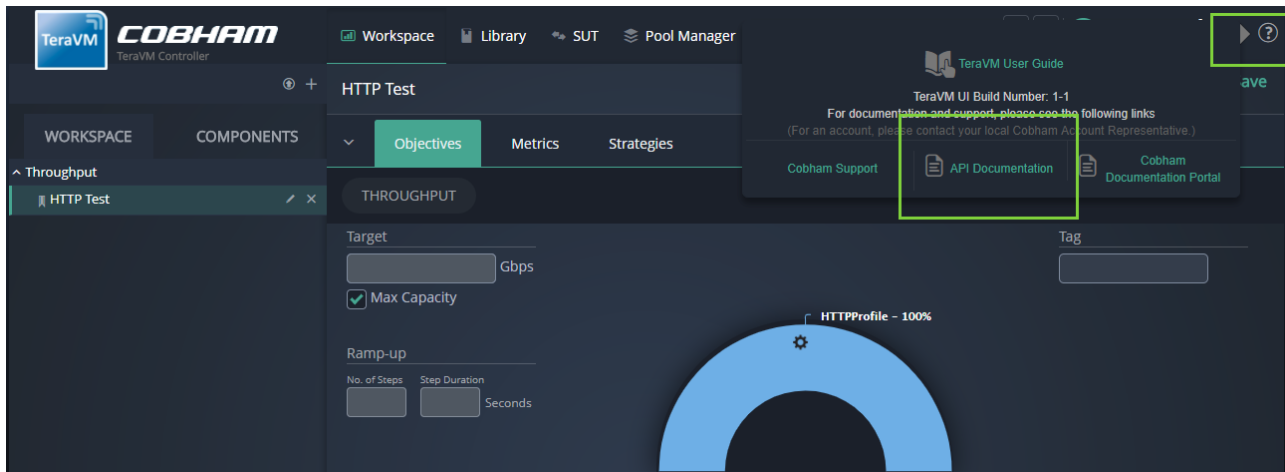 TeraVM
COBHAM
TeraVM Controller
Workspace
Library
SUT
Pool Manager
TeraVM User Guide
TeraVM UI Build Number: 1-1
For documentation and support, please see the following links
(For an account, please contact your local Cobham Account Representative.)
Cobham Support
API Documentation
Cobham
Documentation Portal
HTTP Test
ave
WORKSPACE
COMPONENTS
Objectives
Metrics
Strategies
Throughput
HTTP Test
THROUGHPUT
Target
Gbps
Max Capacity
Tag
HTTPProfile – 100%
Ramp-up
No. of Steps
Step Duration
Seconds